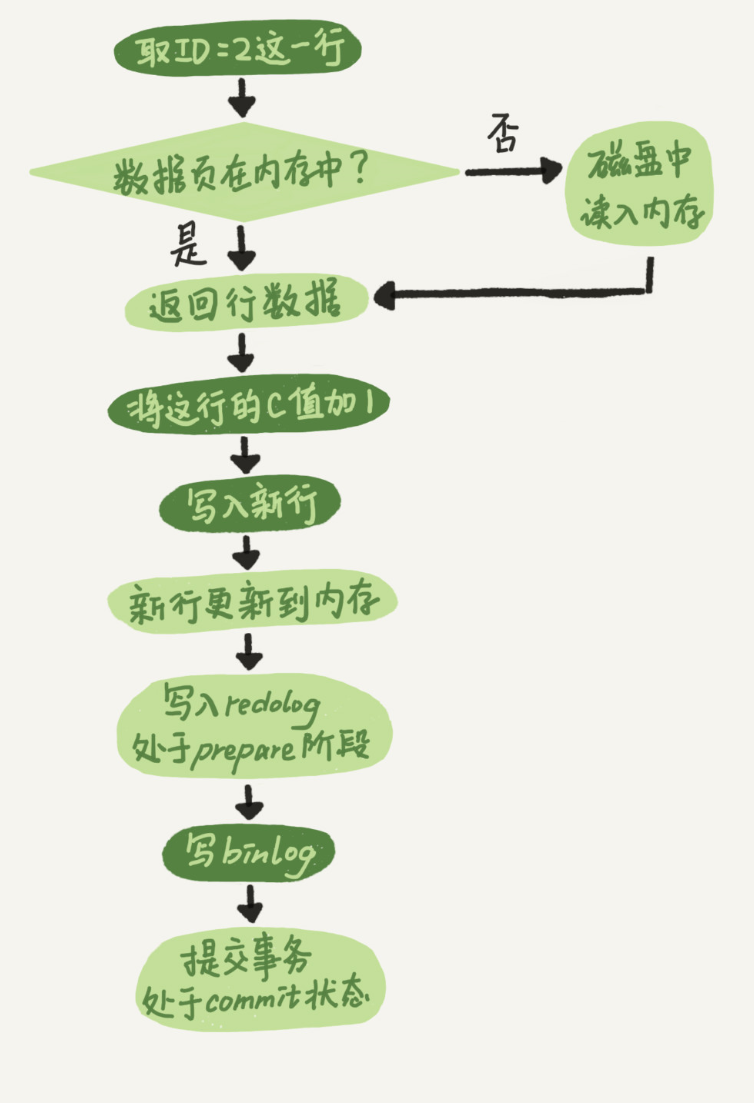 取ID=2这一行
数据页在内存中？
否
磁盘中
读入内存
是
返回行数据
将这行的C值加1
写入新行
新行更新到内存
写入redolog
处于prepare阶段
写binlog
提交事务
处于commit状态